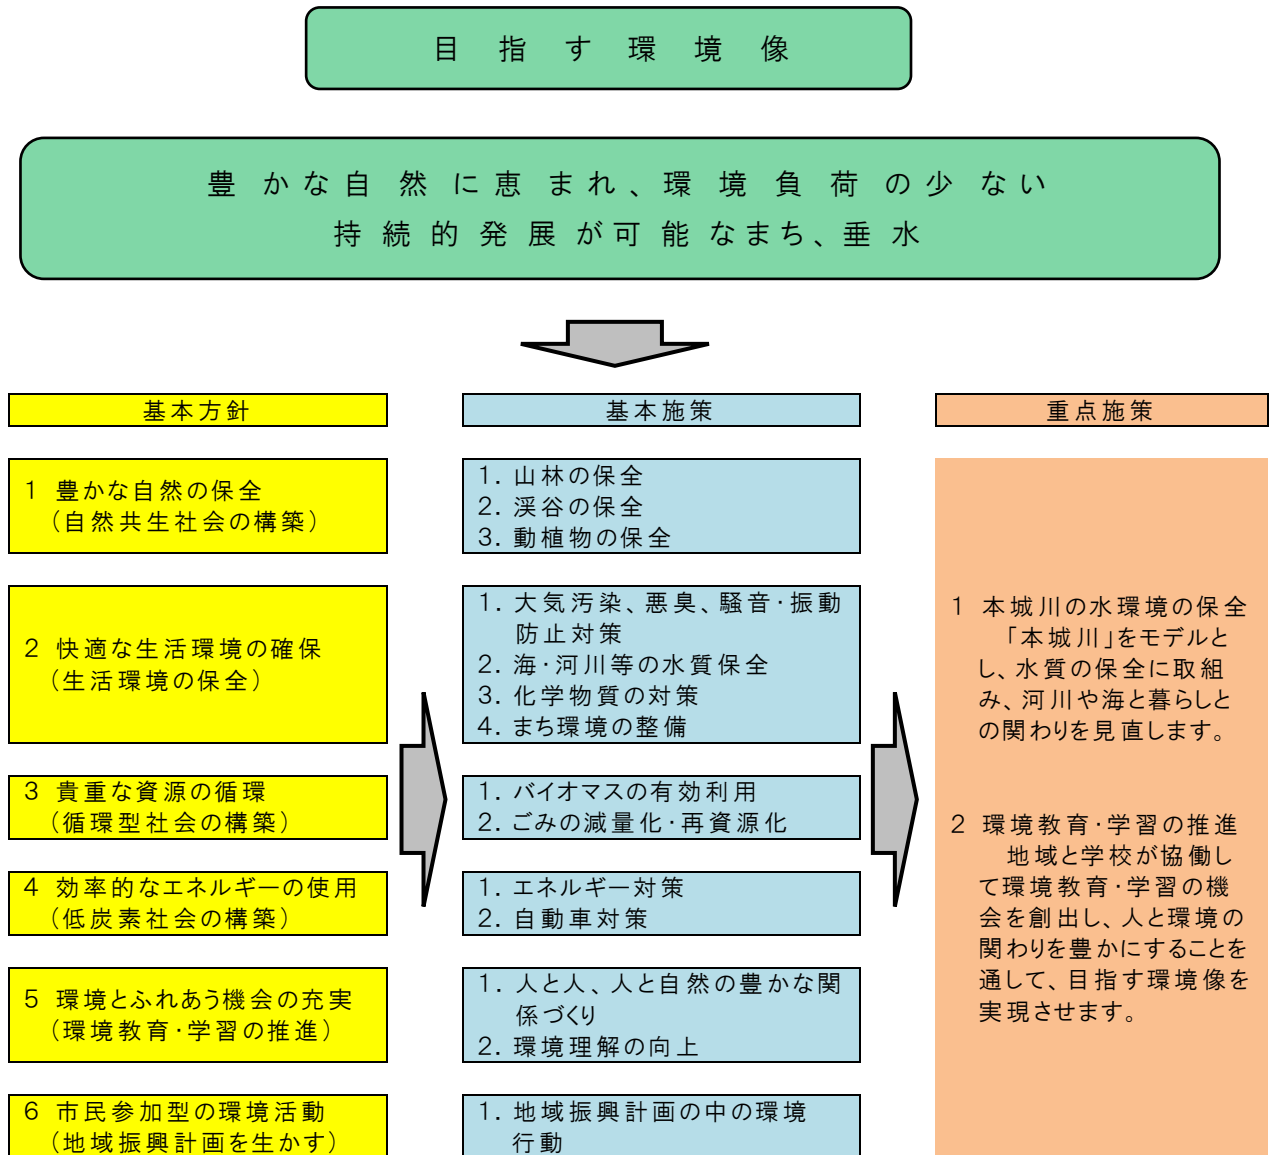 目指す環境像
豊かな自然に恵まれ、環境負荷の少ない
持続的発展が可能なまち、垂水
基本方針
基本施策
重点施策
1 豊かな自然の保全
(自然共生社会の構築)
1. 山林の保全
2. 渓谷の保全
3. 動植物の保全
2 快適な生活環境の確保
(生活環境の保全)
1. 大気汚染、悪臭、騒音・振動
防止対策
2. 海・河川等の水質保全
3. 化学物質の対策
4. まち環境の整備
3 貴重な資源の循環
(循環型社会の構築)
1. バイオマスの有効利用
2. ごみの減量化・再資源化
4 効率的なエネルギーの使用
(低炭素社会の構築)
1. エネルギー対策
2. 自動車対策
5 環境とふれあう機会の充実
(環境教育・学習の推進)
1. 人と人、人と自然の豊かな関
係づくり
2. 環境理解の向上
6 市民参加型の環境活動
(地域振興計画を生かす)
1. 地域振興計画の中の環境
行動
1 本城川の水環境の保全
「本城川」をモデルと
し、水質の保全に取組
み、河川や海と暮らしと
の関わりを見直します。
2 環境教育・学習の推進
地域と学校が協働し
て環境教育・学習の機
会を創出し、人と環境の
関わりを豊かにすることを
通して、目指す環境像を
実現させます。